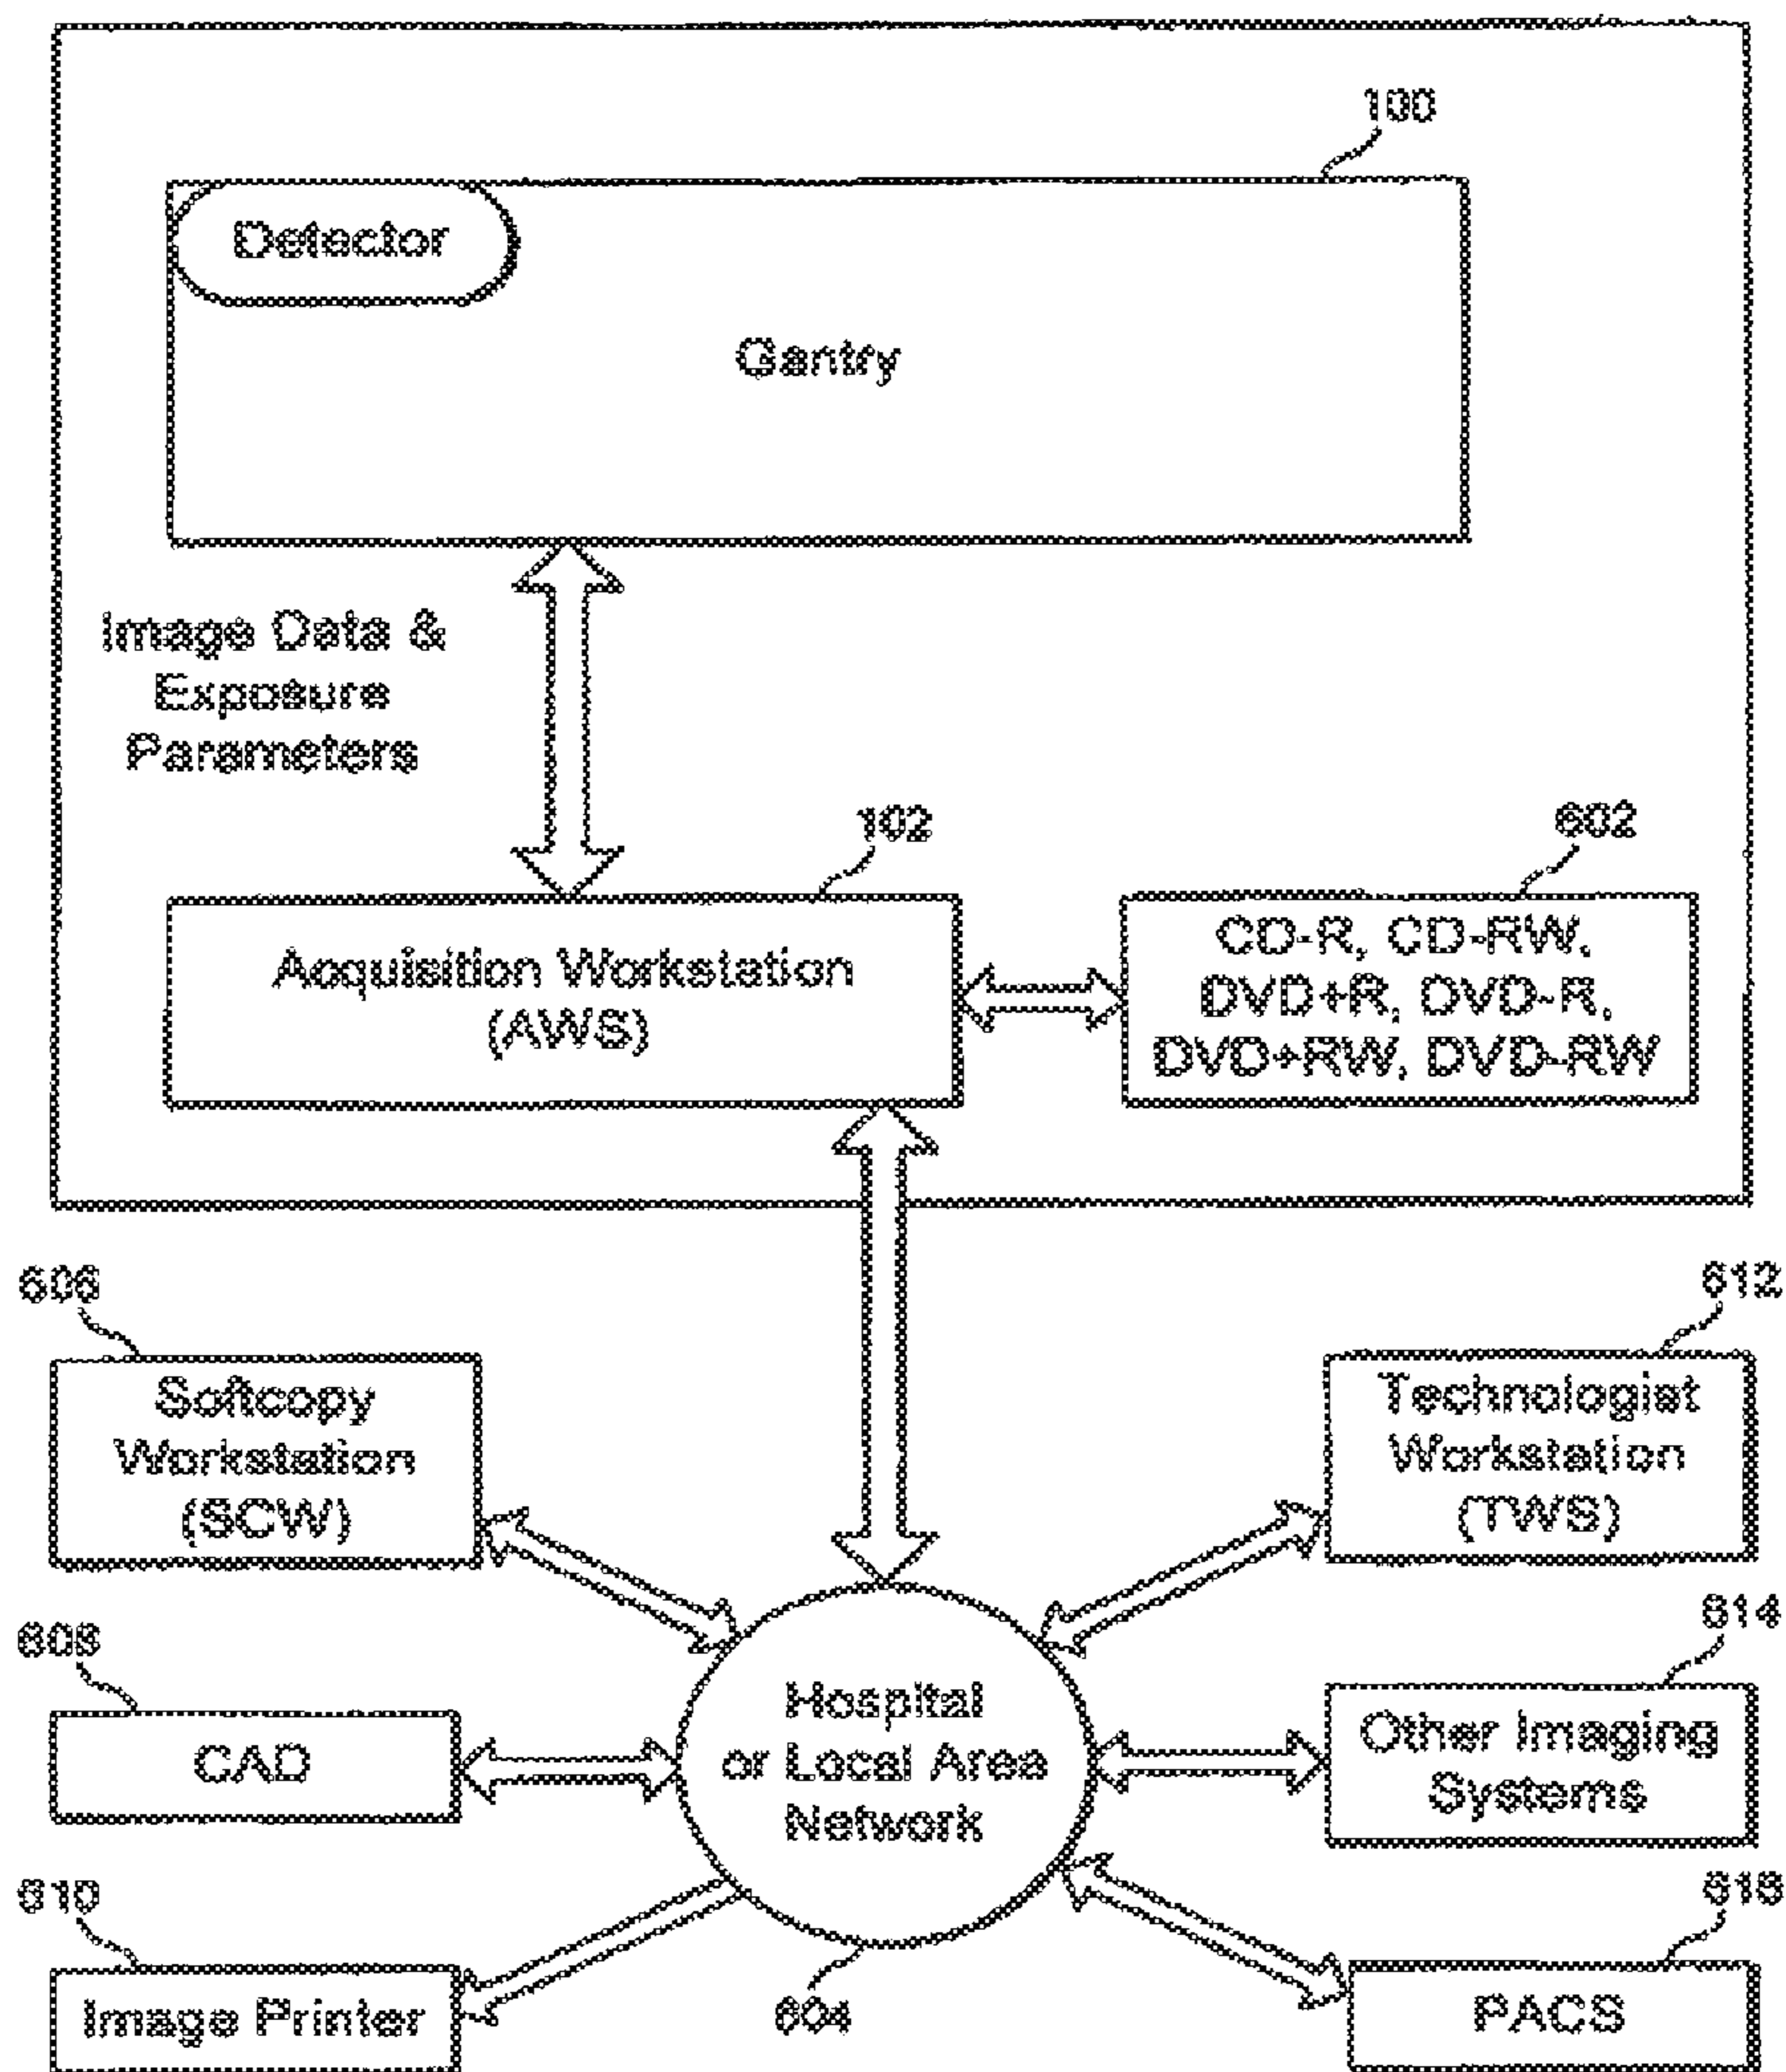 100
Detector
Gantry
Image Data &
Exposure
Parameters
102
602
Acquisition Workstation
(AWS)
CD-R, CD-RW,
DVD+R, DVD-R,
DVD+RW, DVD-RW
606
612
Softcopy
Workstation
(SCW)
Technologist
Workstation
(TWS)
608
614
CAD
Hospital
or Local Area
Network
Other Imaging
Systems
610
616
Image Printer
604
PACS